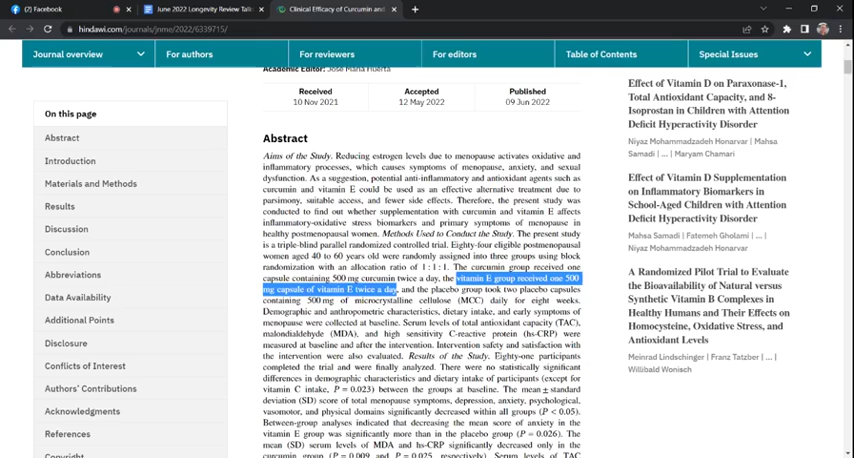 (2) Facebook
June 2022 Longevity Review Talk
Clinical Efficacy of Curcumin and
hindawi.com/journals/jnme/2022/6339715/
Journal overview
For authors
For reviewers
For editors
Table of Contents
Special Issues
Academic Editor: Jose Maria Huerta
Received
10 Nov 2021
Accepted
12 May 2022
Published
09 Jun 2022
On this page
Abstract
Introduction
Materials and Methods
Results
Discussion
Conclusion
Abbreviations
Data Availability
Additional Points
Disclosure
Conflicts of Interest
Authors' Contributions
Acknowledgments
References
Copyright
Abstract
Aims of the Study. Reducing estrogen levels due to menopause activates oxidative and
inflammatory processes, which causes symptoms of menopause, anxiety, and sexual
dysfunction. As a suggestion, potential anti-inflammatory and antioxidant agents such as
curcumin and vitamin E could be used as an effective alternative treatment due to
parsimony, suitable access, and fewer side effects. Therefore, the present study was
conducted to find out whether supplementation with curcumin and vitamin E affects
inflammatory-oxidative stress biomarkers and primary symptoms of menopause in
healthy postmenopausal women. Methods Used to Conduct the Study. The present study
is a triple-blind parallel randomized controlled trial. Eighty-four eligible postmenopausal
women aged 40 to 60 years old were randomly assigned into three groups using block
randomization with an allocation ratio of 1 : 1 : 1. The curcumin group received one
capsule containing 500 mg curcumin twice a day, the vitamin E group received one 500
mg capsule of vitamin E twice a day, and the placebo group took two placebo capsules
containing 500 mg of microcrystalline cellulose (MCC) daily for eight weeks.
Demographic and anthropometric characteristics, dietary intake, and early symptoms of
menopause were collected at baseline. Serum levels of total antioxidant capacity (TAC),
malondialdehyde (MDA), and high sensitivity C-reactive protein (hs-CRP) were
measured at baseline and after the intervention. Intervention safety and satisfaction with
the intervention were also evaluated. Results of the Study. Eighty-one participants
completed the trial and were finally analyzed. There were no statistically significant
differences in demographic characteristics and dietary intake of participants (except for
vitamin C intake, P = 0.023) between the groups at baseline. The mean ± standard
deviation (SD) score of total menopause symptoms, depression, anxiety, psychological,
vasomotor, and physical domains significantly decreased within all groups (P < 0.05).
Between-group analyses indicated that decreasing the mean score of anxiety in the
vitamin E group was significantly more than in the placebo group (P = 0.026). The
mean (SD) serum levels of MDA and hs-CRP significantly decreased only in the
curcumin group (P = 0.009 and P = 0.025, respectively). Serum levels of TAC
Effect of Vitamin D on Paraxonase-1,
Total Antioxidant Capacity, and 8-
Isoprostan in Children with Attention
Deficit Hyperactivity Disorder
Niyaz Mohammadzadeh Honarvar | Mahsa
Samadi | ... | Maryam Chamari
Effect of Vitamin D Supplementation
on Inflammatory Biomarkers in
School-Aged Children with Attention
Deficit Hyperactivity Disorder
Mahsa Samadi | Fatemeh Gholami | ... |
Niyaz Mohammadzadeh Honarvar
A Randomized Pilot Trial to Evaluate
the Bioavailability of Natural versus
Synthetic Vitamin B Complexes in
Healthy Humans and Their Effects on
Homocysteine, Oxidative Stress, and
Antioxidant Levels
Meinrad Lindschinger | Franz Tatzber | ... |
Willibald Wonisch